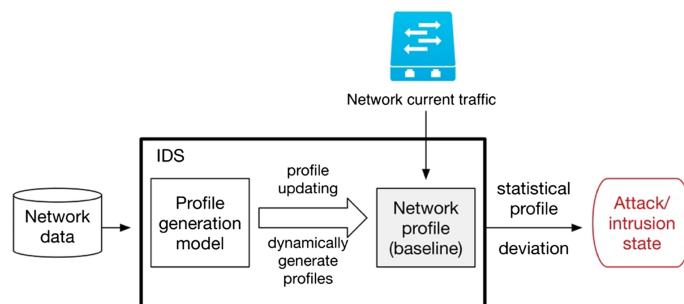 Network current traffic
IDS
Network
data
Profile
generation
model
profile
updating
dynamically
generate
profiles
Network
profile
(baseline)
statistical
profile
deviation
Attack/
intrusion
state